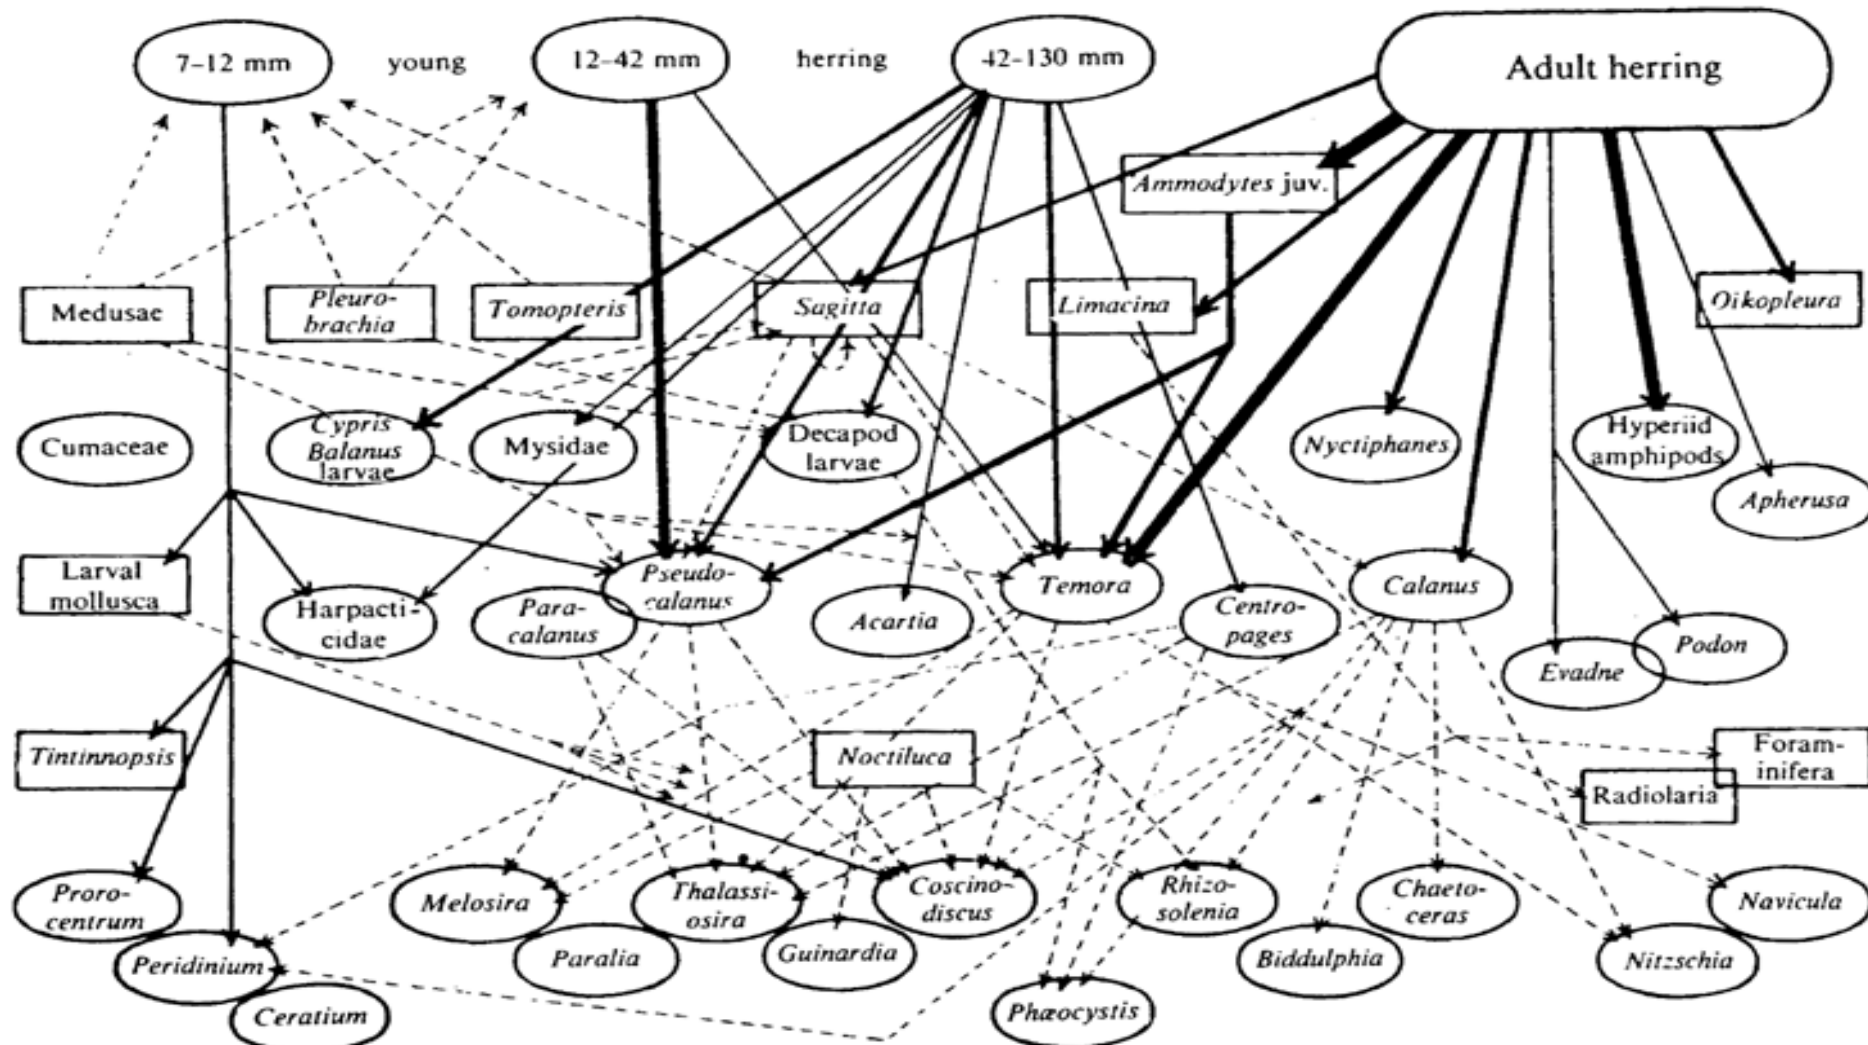 7–12 mm
young
12–42 mm
herring
42–130 mm
Adult herring
Ammodytes juv.
Medusae
Pleuro-
brachia
Tomopteris
Sagitta
Limacina
Oikopleura
Cumaceae
Cypris
Balanus
larvae
Mysidae
Decapod
larvae
Nyctiphanes
Hyperiid
amphipods
Apherusa
Larval
mollusca
Harpacti-
cidae
Para-
calanus
Pseudo-
calanus
Acartia
Temora
Centro-
pages
Calanus
Evadne
Podon
Tintinnopsis
Noctiluca
Foram-
inifera
Radiolaria
Proro-
centrum
Peridinium
Ceratium
Melosira
Paralia
Thalassi-
osira
Guinardia
Coscino-
discus
Phæocystis
Rhizo-
solenia
Biddulphia
Chaeto-
ceras
Nitzschia
Navicula